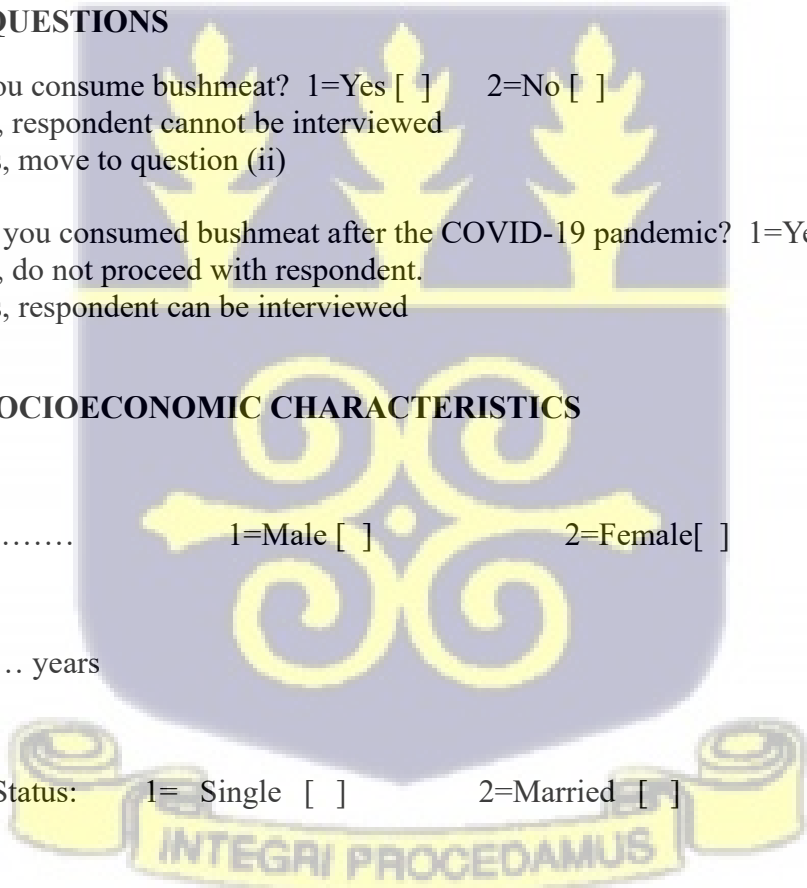 QUESTIONS
ou consume bushmeat? 1=Yes [ ] 2=No [ ]
, respondent cannot be interviewed
s, move to question (ii)
you consumed bushmeat after the COVID-19 pandemic? 1=Ye
, do not proceed with respondent.
s, respondent can be interviewed
OCIOECONOMIC CHARACTERISTICS
……. 1=Male [ ] 2=Female[ ]
… years
Status: 1= Single [ ] 2=Married [ ]
INTEGRI PROCEDAMUS